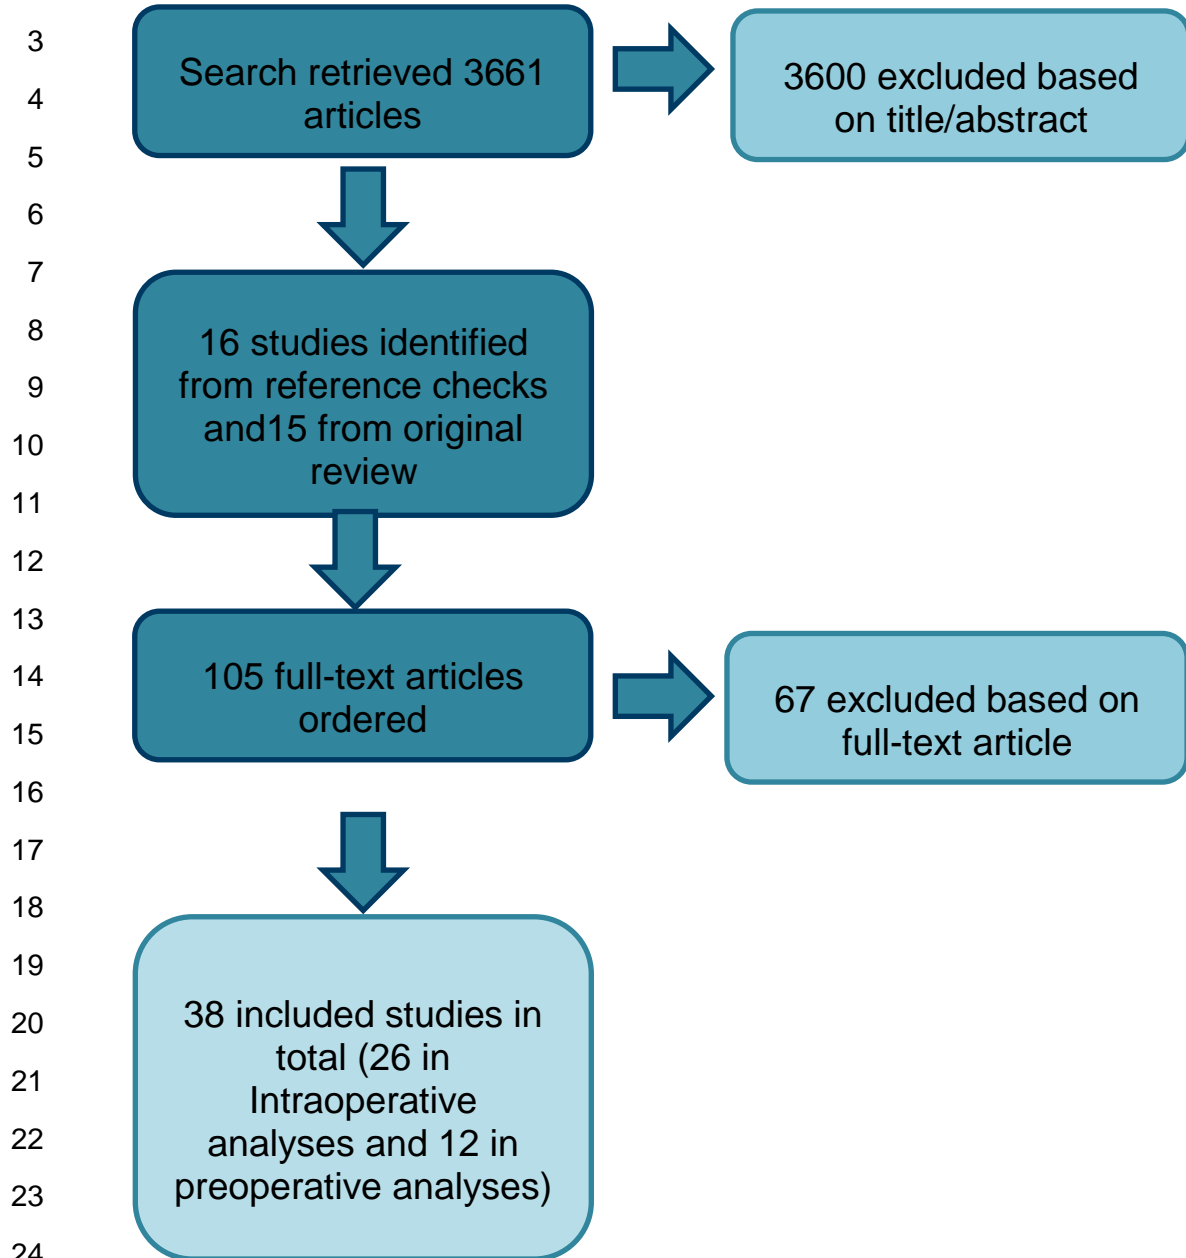 3
Search retrieved 3661
articles
3600 excluded based
on title/abstract
4
5
6
7
8
16 studies identified
from reference checks
and15 from original
review
9
10
11
12
13
14
105 full-text articles
ordered
67 excluded based on
full-text article
15
16
17
18
19
20
38 included studies in
total (26 in
Intraoperative
analyses and 12 in
preoperative analyses)
21
22
23
24